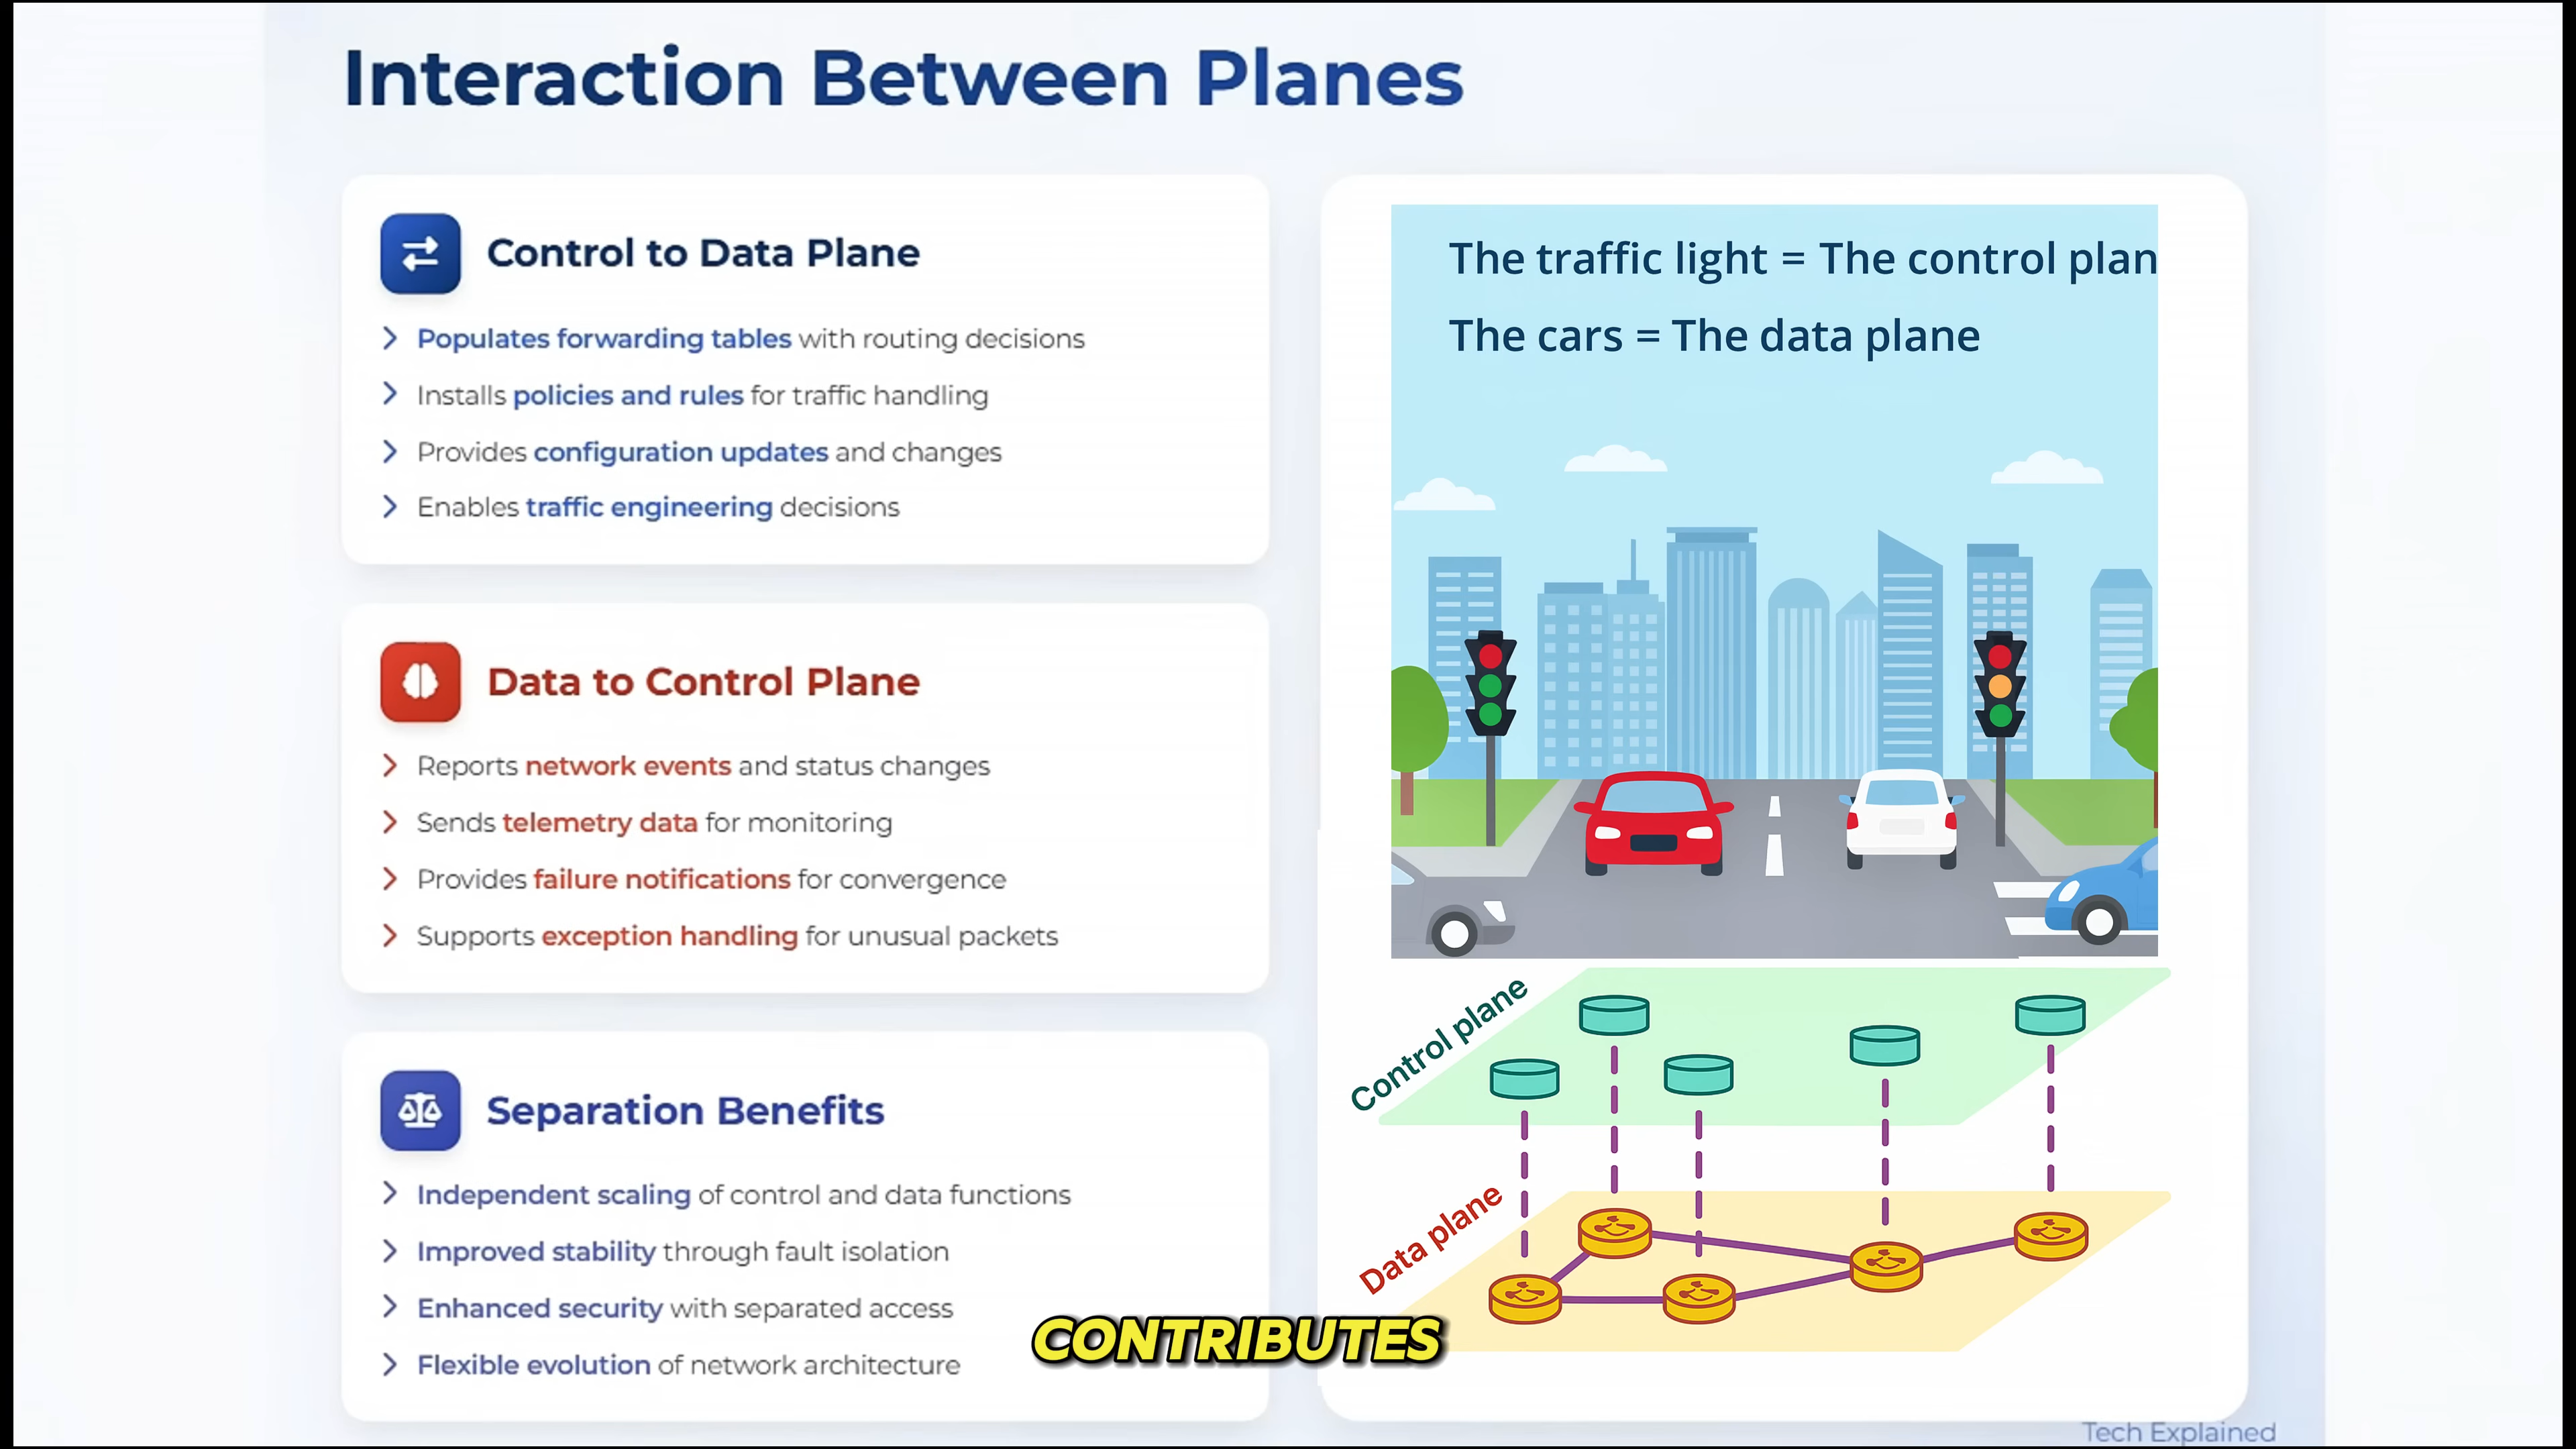 Interaction Between Planes
Control to Data Plane
Populates forwarding tables with routing decisions
Installs policies and rules for traffic handling
Provides configuration updates and changes
Enables traffic engineering decisions
Data to Control Plane
Reports network events and status changes
Sends telemetry data for monitoring
Provides failure notifications for convergence
Supports exception handling for unusual packets
Separation Benefits
Independent scaling of control and data functions
Improved stability through fault isolation
Enhanced security with separated access
Flexible evolution of network architecture
The traffic light = The control plan
The cars = The data plane
Control plane
Data plane
CONTRIBUTES
Tech Explained